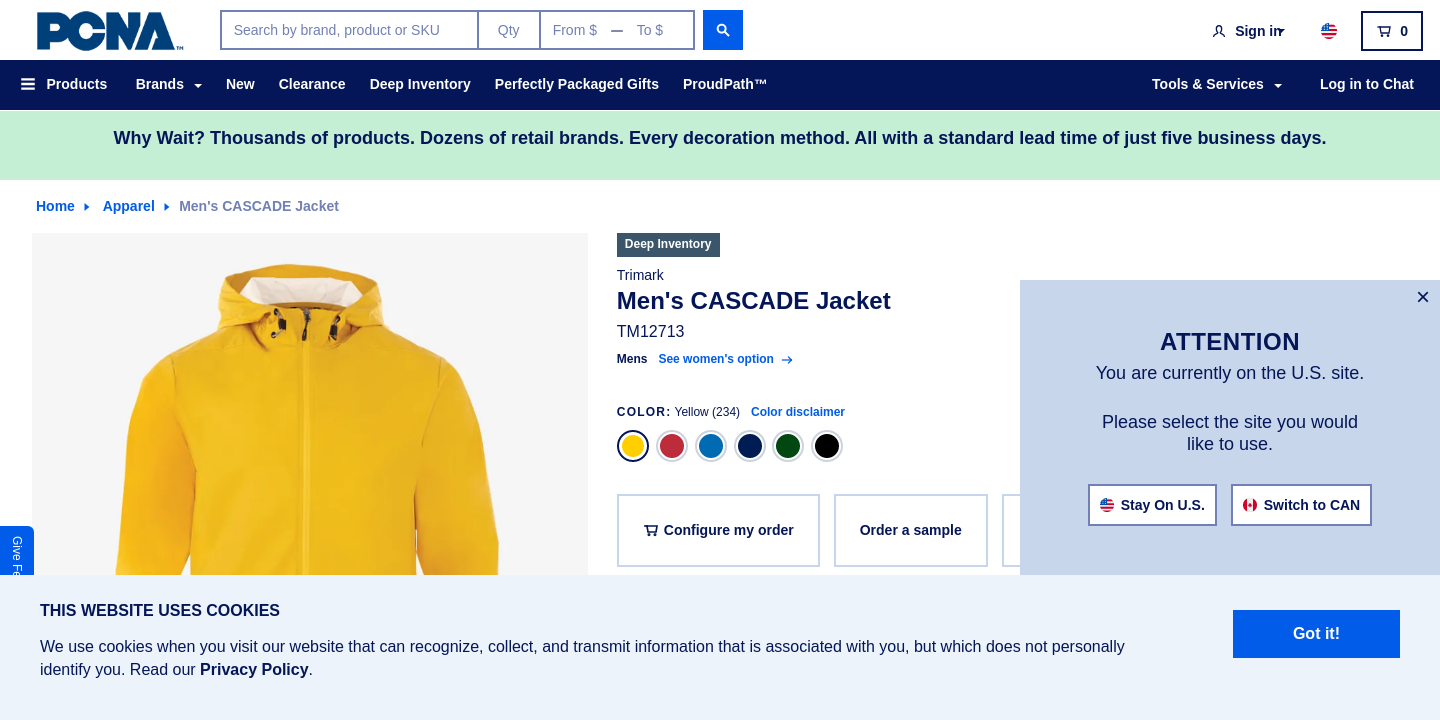 PCNA™
Search by brand, product or SKU
Qty
From $ — To $
Sign in
0
Products
Brands
New
Clearance
Deep Inventory
Perfectly Packaged Gifts
ProudPath™
Tools & Services
Log in to Chat
Why Wait? Thousands of products. Dozens of retail brands. Every decoration method. All with a standard lead time of just five business days.
Home
Apparel
Men's CASCADE Jacket
Deep Inventory
Trimark
Men's CASCADE Jacket
TM12713
Mens See women's option
COLOR: Yellow (234) Color disclaimer
Configure my order
Order a sample
×
ATTENTION
You are currently on the U.S. site.
Please select the site you would
like to use.
Stay On U.S.
Switch to CAN
Give
THIS WEBSITE USES COOKIES
We use cookies when you visit our website that can recognize, collect, and transmit information that is associated with you, but which does not personally
identify you. Read our Privacy Policy.
Got it!